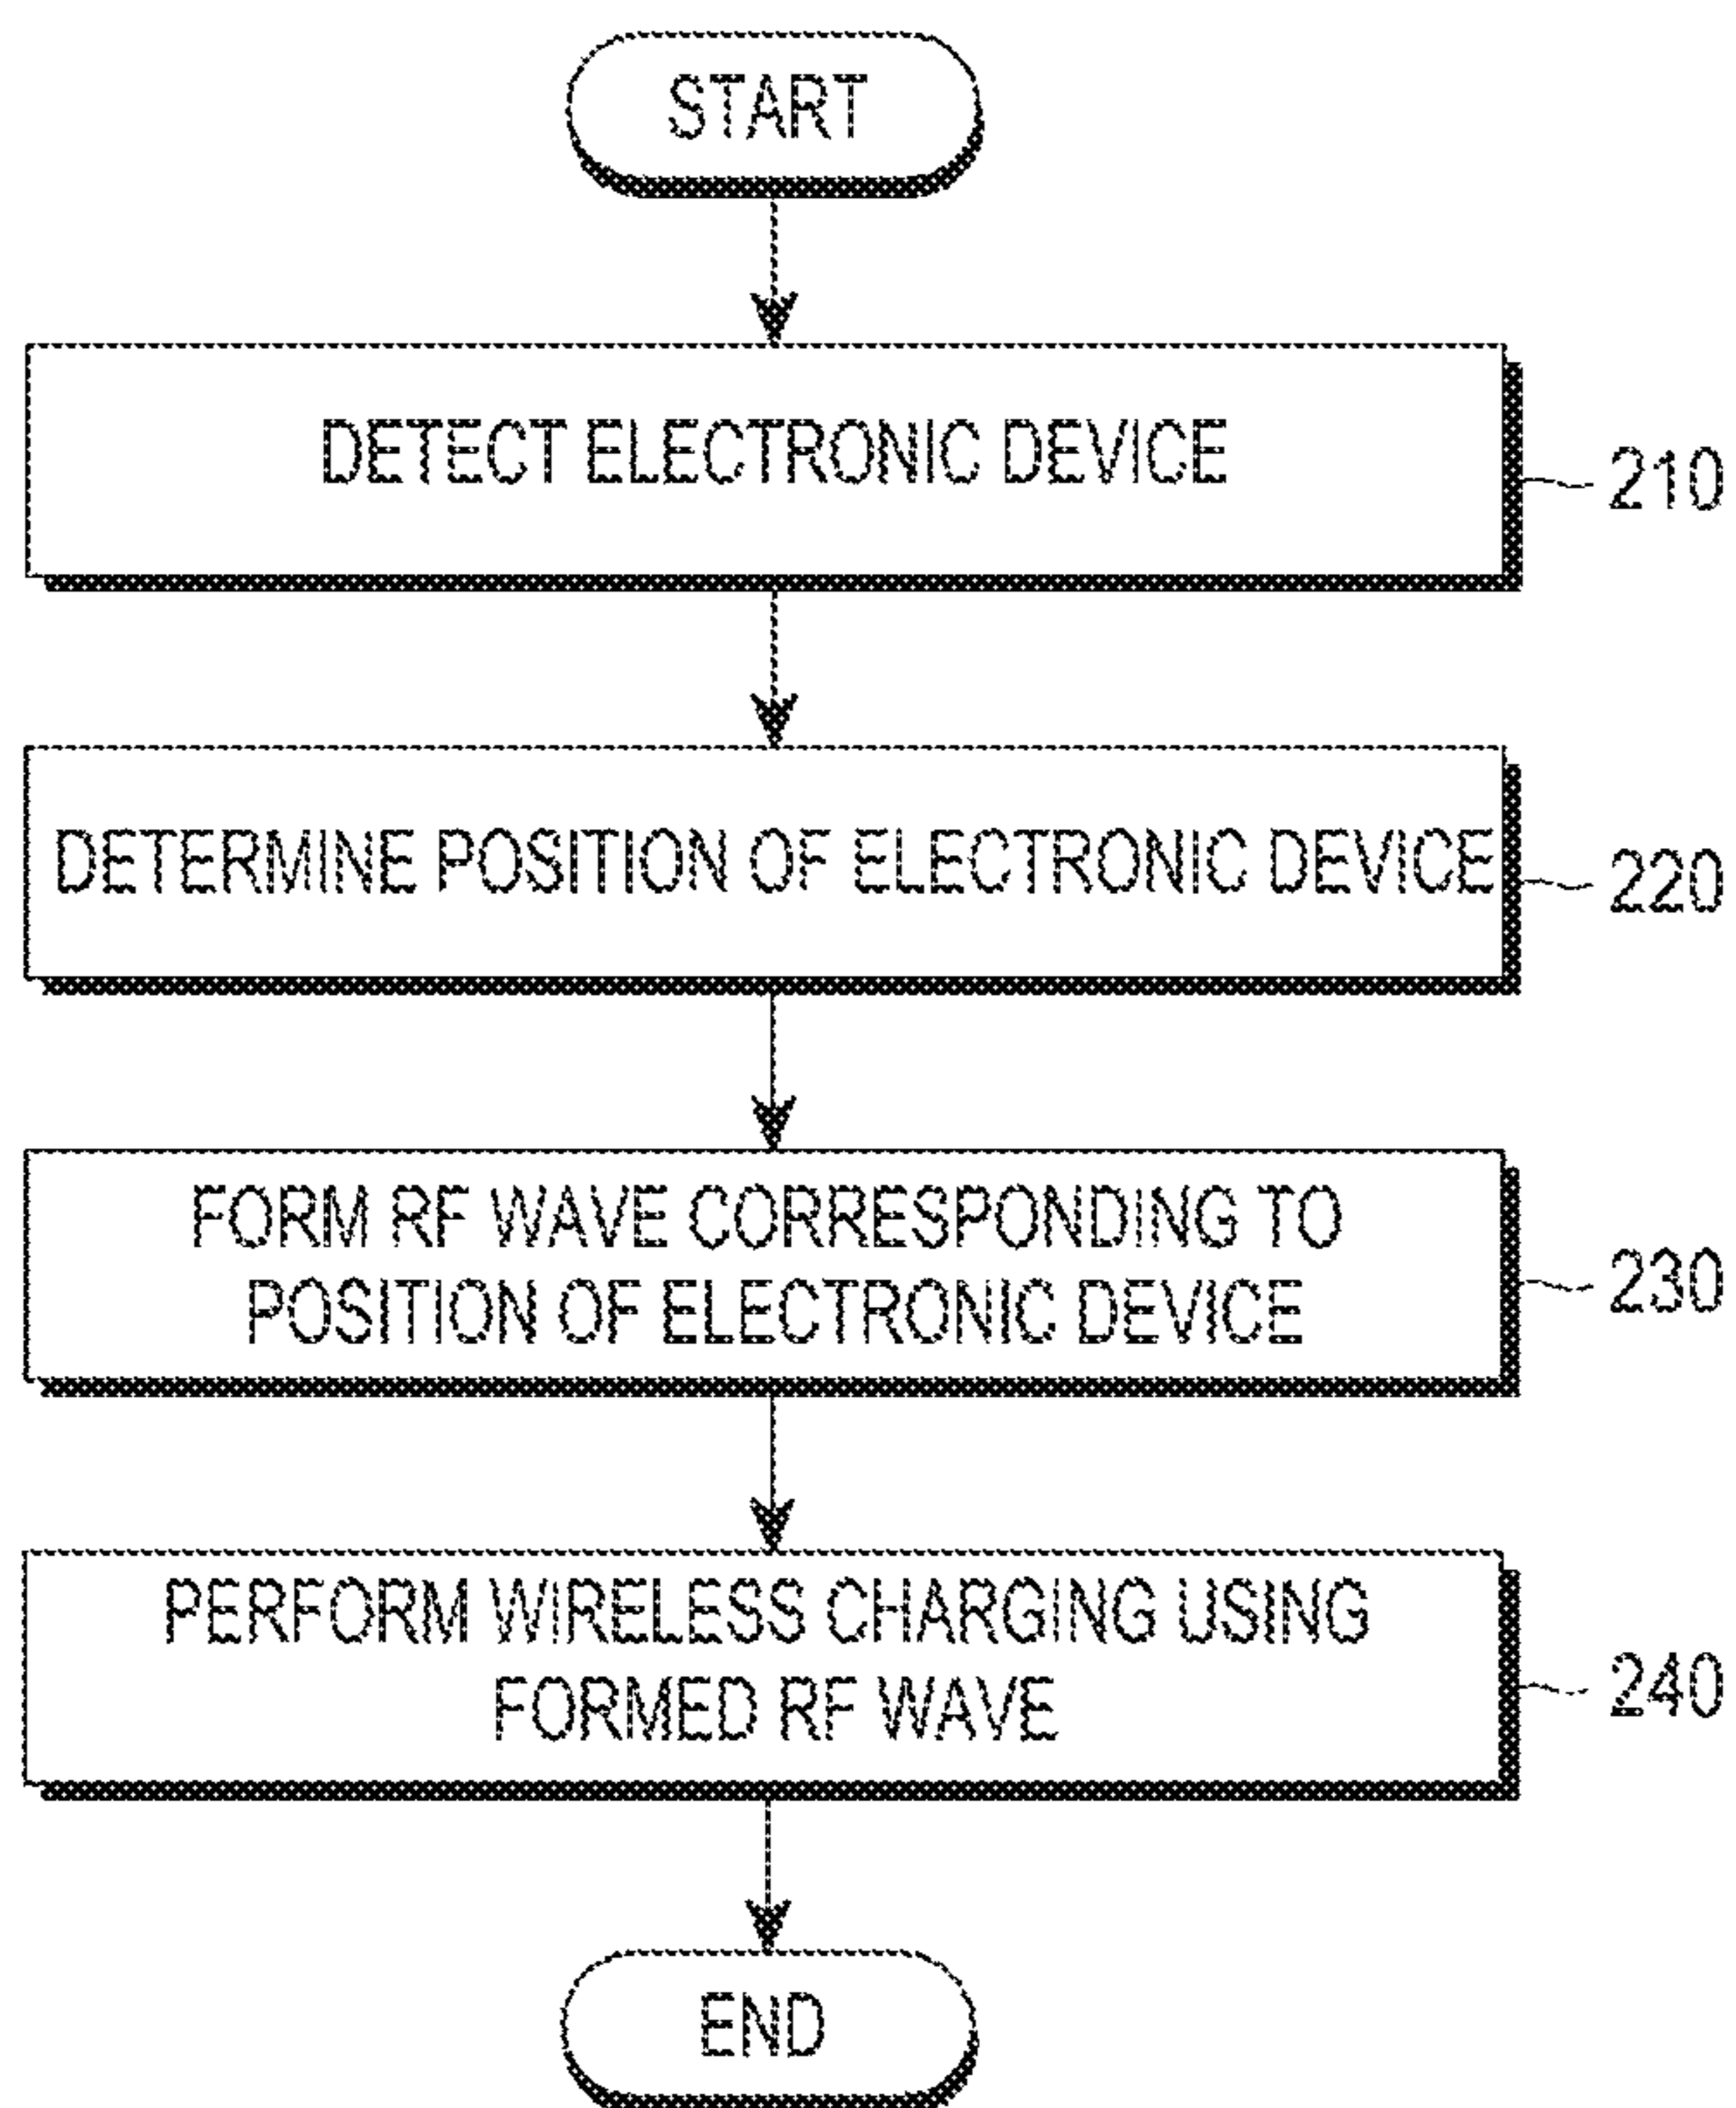 START
DETECT ELECTRONIC DEVICE
210
DETERMINE POSITION OF ELECTRONIC DEVICE
220
FORM RF WAVE CORRESPONDING TO
POSITION OF ELECTRONIC DEVICE
230
PERFORM WIRELESS CHARGING USING
FORMED RF WAVE
240
END